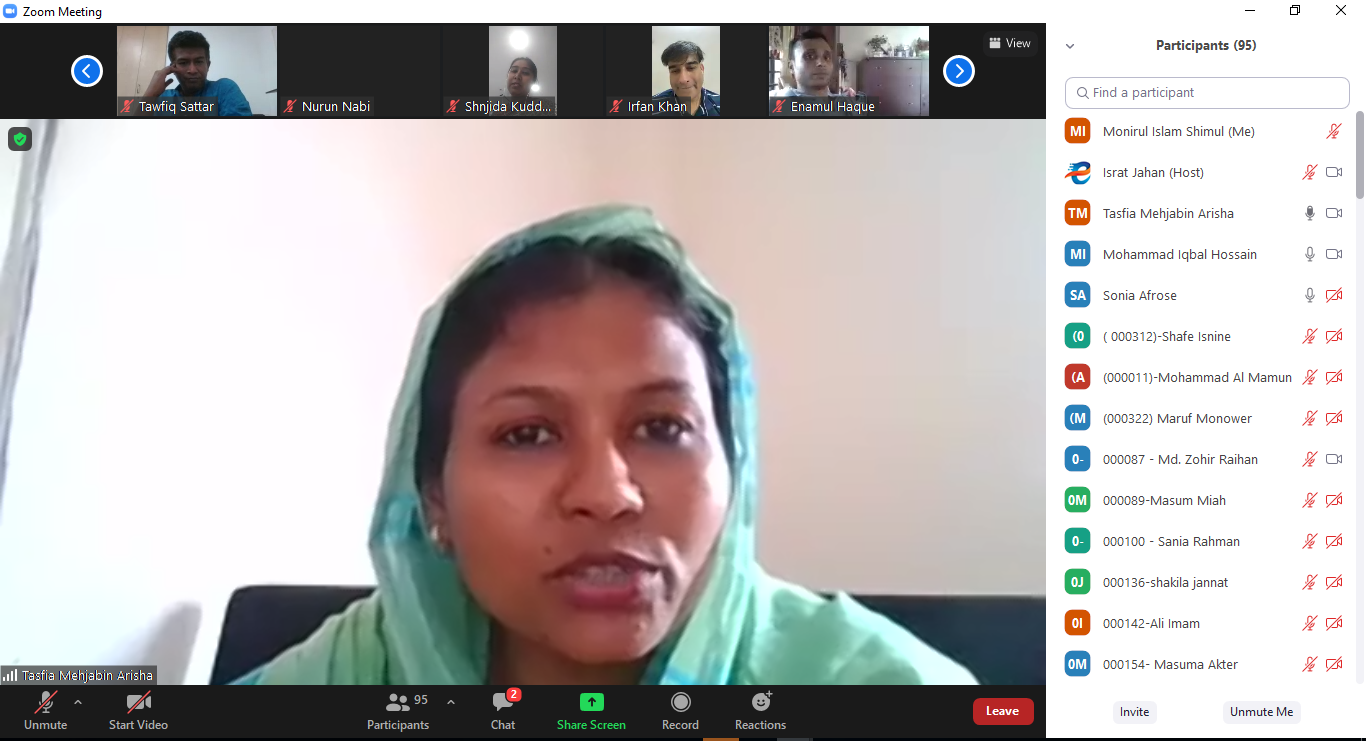 Zoom Meeting
Tawfiq Sattar
Nurun Nabi
Shnjida Kudd...
Irfan Khan
Enamul Haque
View
Tasfia Mehjabin Arisha
Unmute
Start Video
95
Participants
2
Chat
Share Screen
Record
Reactions
Leave
Participants (95)
Find a participant
MI Monirul Islam Shimul (Me)
Israt Jahan (Host)
TM Tasfia Mehjabin Arisha
MI Mohammad Iqbal Hossain
SA Sonia Afrose
(0 ( 000312)-Shafe Isnine
(A (000011)-Mohammad Al Mamun
(M (000322) Maruf Monower
0- 000087 - Md. Zohir Raihan
0M 000089-Masum Miah
0- 000100 - Sania Rahman
0J 000136-shakila jannat
0I 000142-Ali Imam
0M 000154- Masuma Akter
Invite
Unmute Me